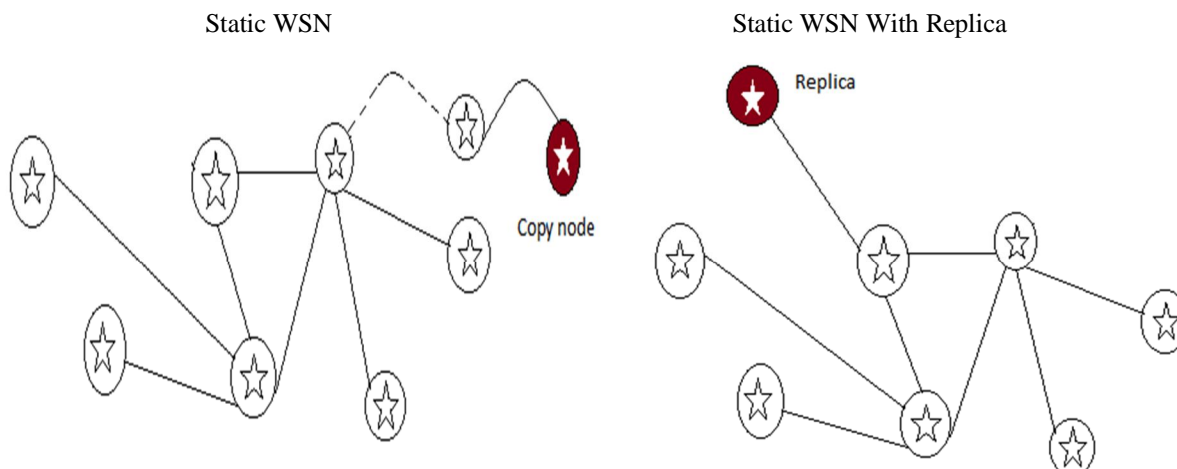 Static WSN
Static WSN With Replica
Replica
Copy node